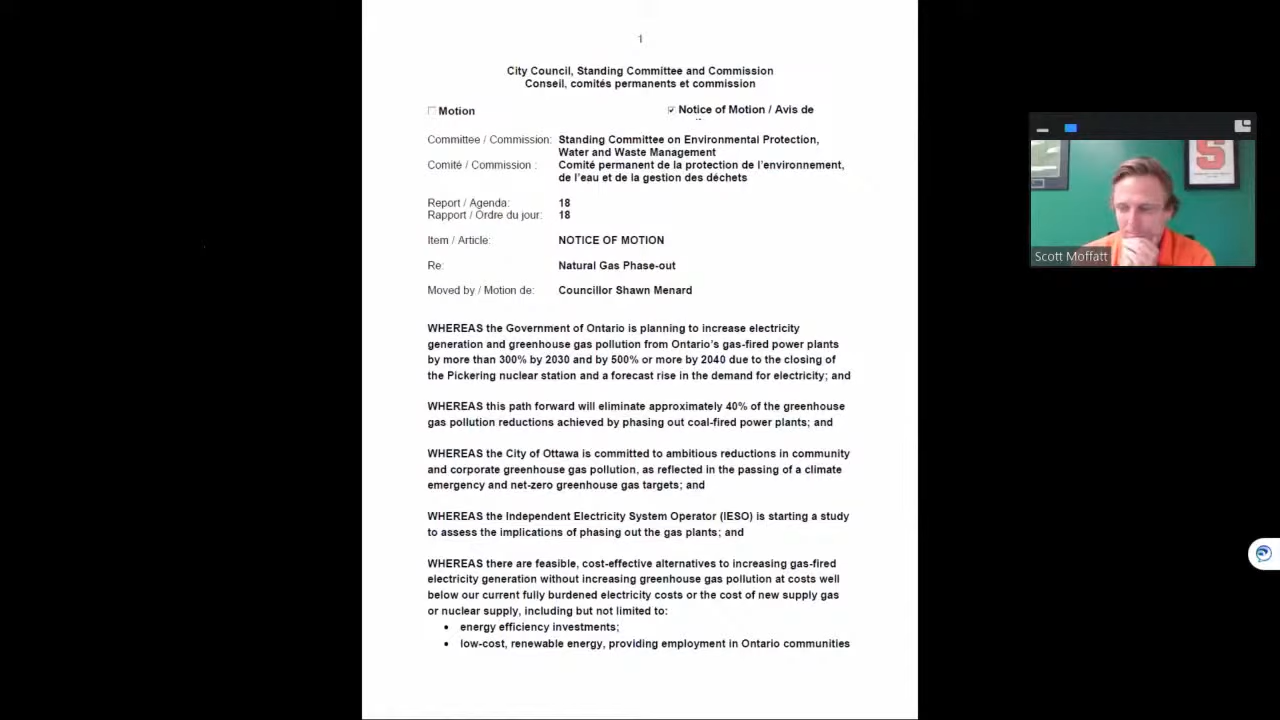 1
City Council, Standing Committee and Commission
Conseil, comités permanents et commission
Motion
Notice of Motion / Avis de
Committee / Commission: Standing Committee on Environmental Protection,
Water and Waste Management
Comité / Commission : Comité permanent de la protection de l'environnement,
de l'eau et de la gestion des déchets
Report / Agenda: 18
Rapport / Ordre du jour: 18
Item / Article: NOTICE OF MOTION
Re: Natural Gas Phase-out
Moved by / Motion de: Councillor Shawn Menard
WHEREAS the Government of Ontario is planning to increase electricity
generation and greenhouse gas pollution from Ontario's gas-fired power plants
by more than 300% by 2030 and by 500% or more by 2040 due to the closing of
the Pickering nuclear station and a forecast rise in the demand for electricity; and
WHEREAS this path forward will eliminate approximately 40% of the greenhouse
gas pollution reductions achieved by phasing out coal-fired power plants; and
WHEREAS the City of Ottawa is committed to ambitious reductions in community
and corporate greenhouse gas pollution, as reflected in the passing of a climate
emergency and net-zero greenhouse gas targets; and
WHEREAS the Independent Electricity System Operator (IESO) is starting a study
to assess the implications of phasing out the gas plants; and
WHEREAS there are feasible, cost-effective alternatives to increasing gas-fired
electricity generation without increasing greenhouse gas pollution at costs well
below our current fully burdened electricity costs or the cost of new supply gas
or nuclear supply, including but not limited to:
• energy efficiency investments;
• low-cost, renewable energy, providing employment in Ontario communities
S
Scott Moffatt